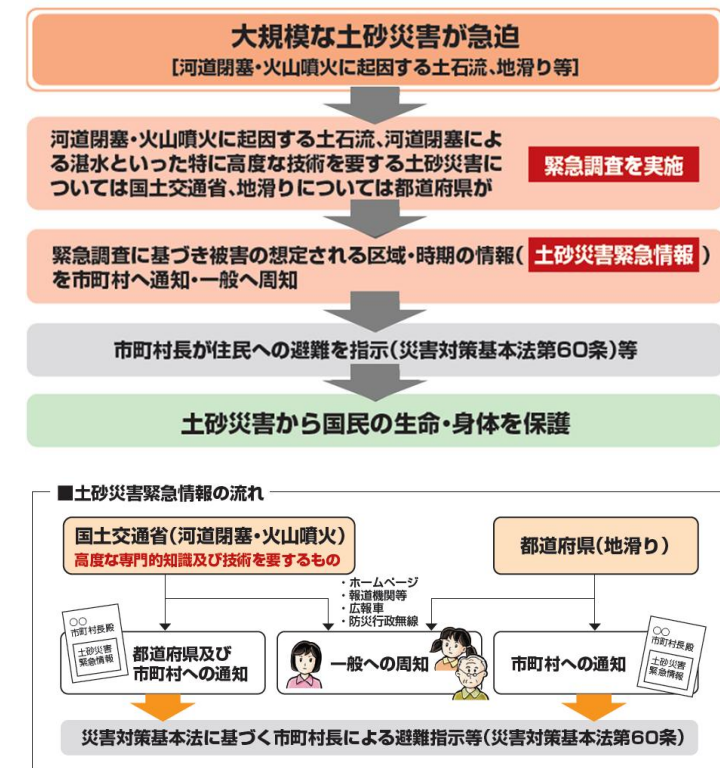 大規模な土砂災害が急迫
[河道閉塞・火山噴火に起因する土石流、地滑り等]
河道閉塞・火山噴火に起因する土石流、河道閉塞によ
る湛水といった特に高度な技術を要する土砂災害に
ついては国土交通省、地滑りについては都道府県が
緊急調査を実施
緊急調査に基づき被害の想定される区域・時期の情報(土砂災害緊急情報)
を市町村へ通知・一般へ周知
市町村長が住民への避難を指示(災害対策基本法第60条)等
土砂災害から国民の生命・身体を保護
■土砂災害緊急情報の流れ
国土交通省(河道閉塞・火山噴火)
高度な専門的知識及び技術を要するもの
都道府県(地滑り)
・ホームページ
・報道機関等
・広報車
・防災行政無線
○○
市町村長殿
土砂災害
緊急情報
都道府県及び
市町村への通知
一般への周知
市町村への通知
○○
市町村長殿
土砂災害
緊急情報
災害対策基本法に基づく市町村長による避難指示等(災害対策基本法第60条)